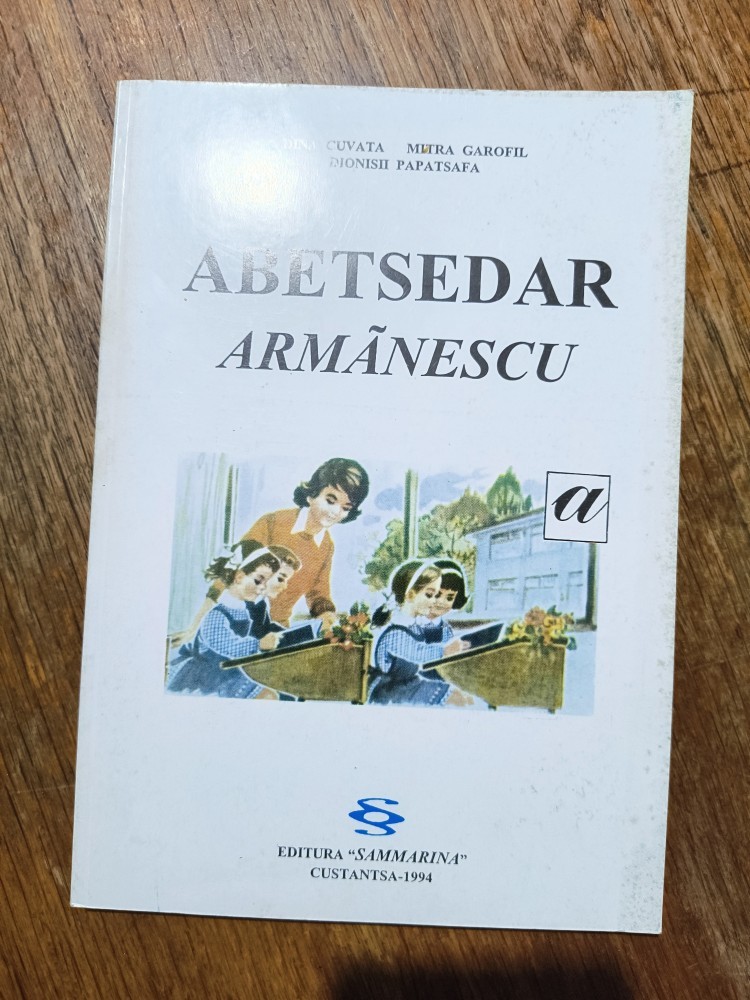 DINA CUVATA MITRA GAROFIL
DIONISII PAPATSAFA
ABETSEDAR
ARMÃNESCU
a
EDITURA “SAMMARINA”
CUSTANTSA-1994